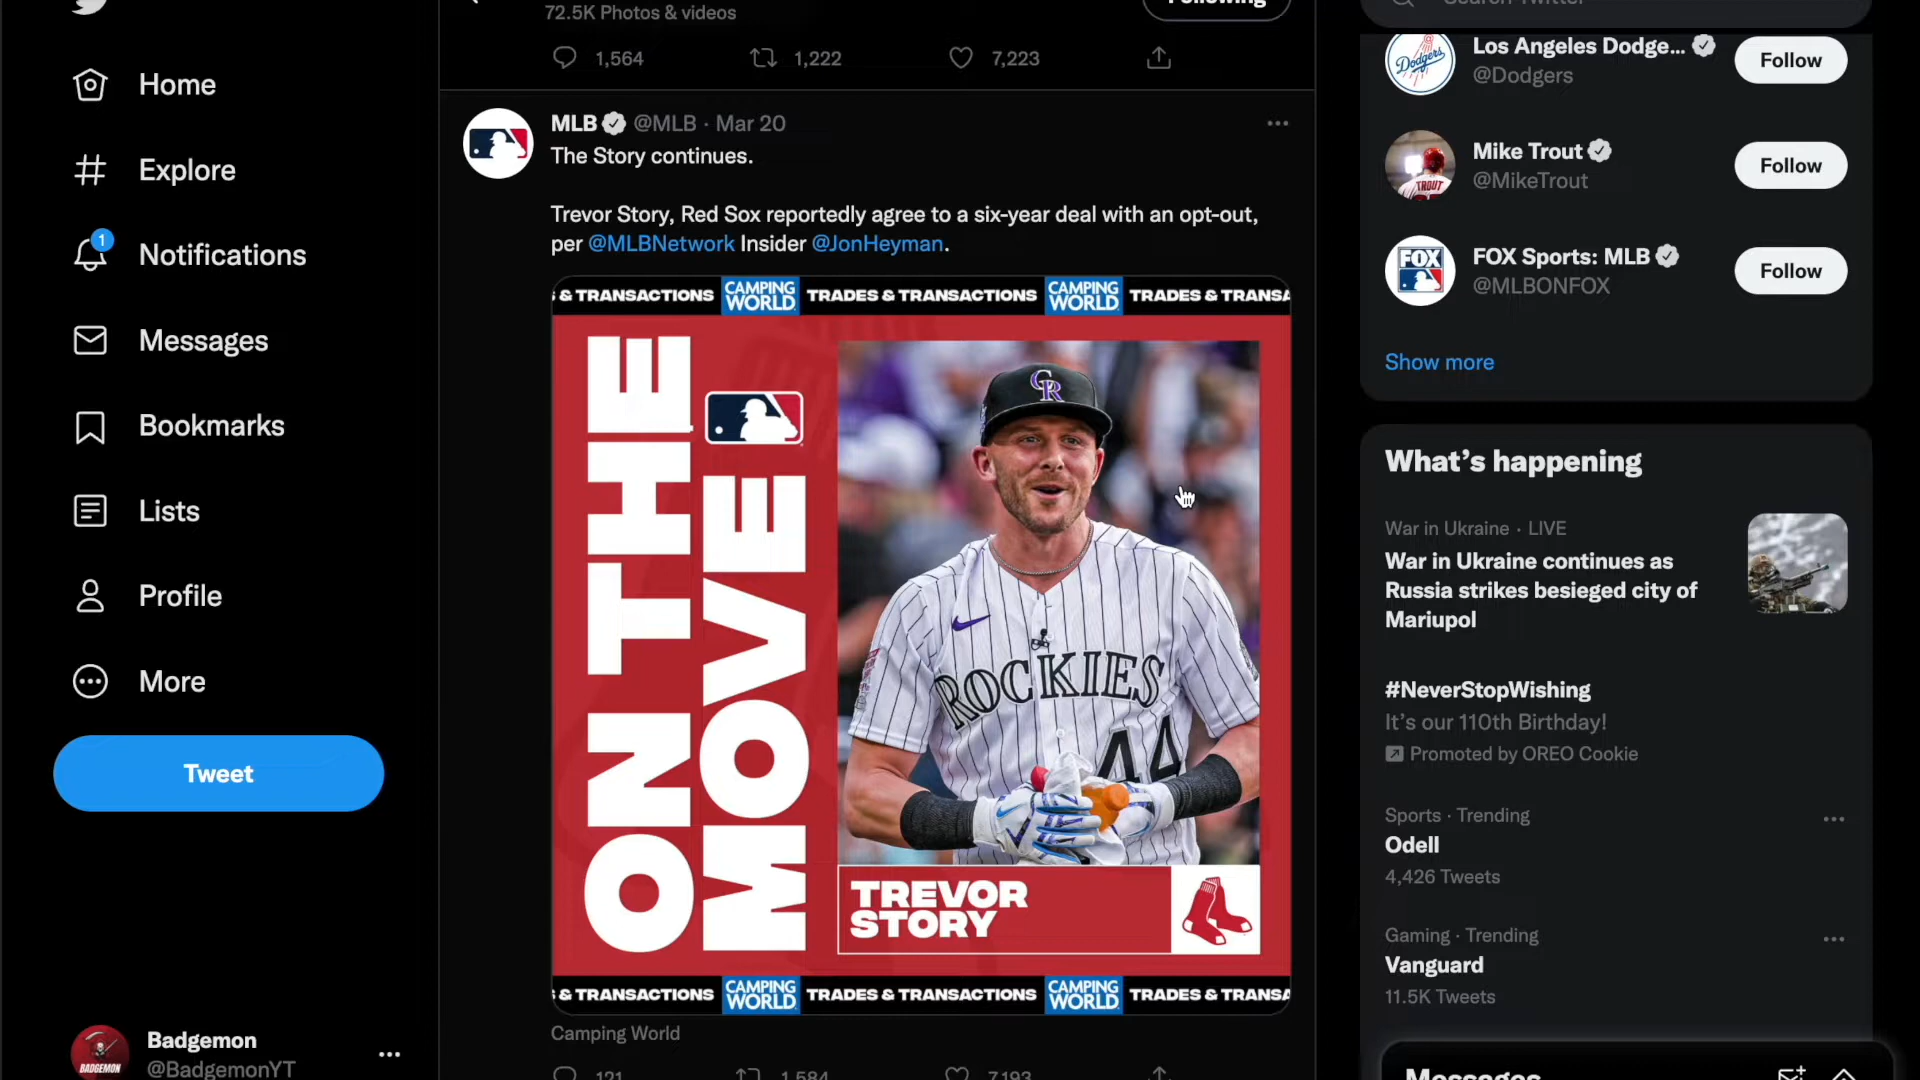 Home
Explore
1
Notifications
Messages
Bookmarks
Lists
Profile
More
Tweet
BADGEMON
Badgemon
@BadgemonYT
72.5K Photos & videos
Following
1,564
1,222
7,223
MLB @MLB · Mar 20
The Story continues.
Trevor Story, Red Sox reportedly agree to a six-year deal with an opt-out,
per @MLBNetwork Insider @JonHeyman.
& TRANSACTIONS CAMPING WORLD TRADES & TRANSACTIONS CAMPING WORLD TRADES & TRANSA
ON THE
MOVE
CR
ROCKIES
44
TREVOR
STORY
& TRANSACTIONS CAMPING WORLD TRADES & TRANSACTIONS CAMPING WORLD TRADES & TRANSA
Camping World
121
1,584
7,193
Search Twitter
Dodgers
Los Angeles Dodge...
@Dodgers
Follow
TROUT
Mike Trout
@MikeTrout
Follow
FOX
SPORTS
FOX Sports: MLB
@MLBONFOX
Follow
Show more
What's happening
War in Ukraine · LIVE
War in Ukraine continues as
Russia strikes besieged city of
Mariupol
#NeverStopWishing
It's our 110th Birthday!
Promoted by OREO Cookie
Sports · Trending
Odell
4,426 Tweets
Gaming · Trending
Vanguard
11.5K Tweets
Messages